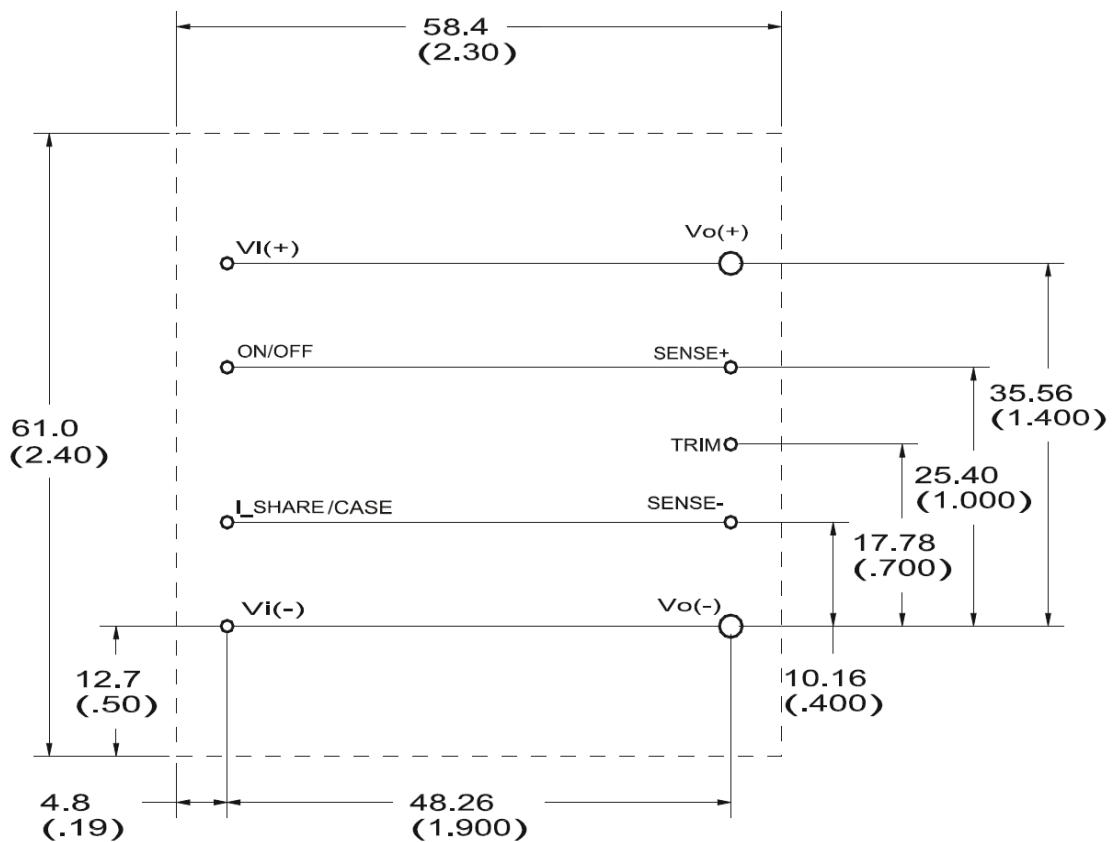 58.4
(2.30)
VI(+)
Vo(+)
ON/OFF
SENSE+
35.56
(1.400)
61.0
(2.40)
TRIM
25.40
(1.000)
I_SHARE/CASE
SENSE-
17.78
(.700)
Vi(-)
Vo(-)
12.7
(.50)
10.16
(.400)
4.8
(.19)
48.26
(1.900)